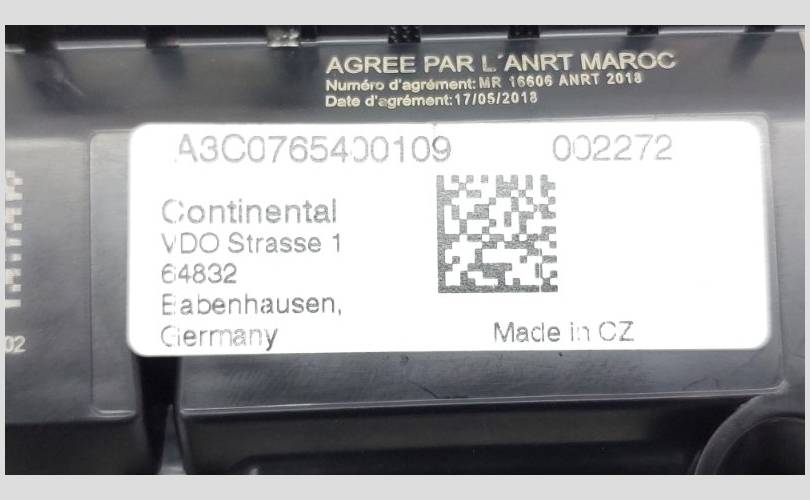 AGREE PAR L'ANRT MAROC
Numéro d'agrément: MR 16606 ANRT 2018
Date d'agrément:17/05/2018
A3C0765400109 002272
Continental
VDO Strasse 1
64832
Babenhausen,
Germany
Made in CZ
02